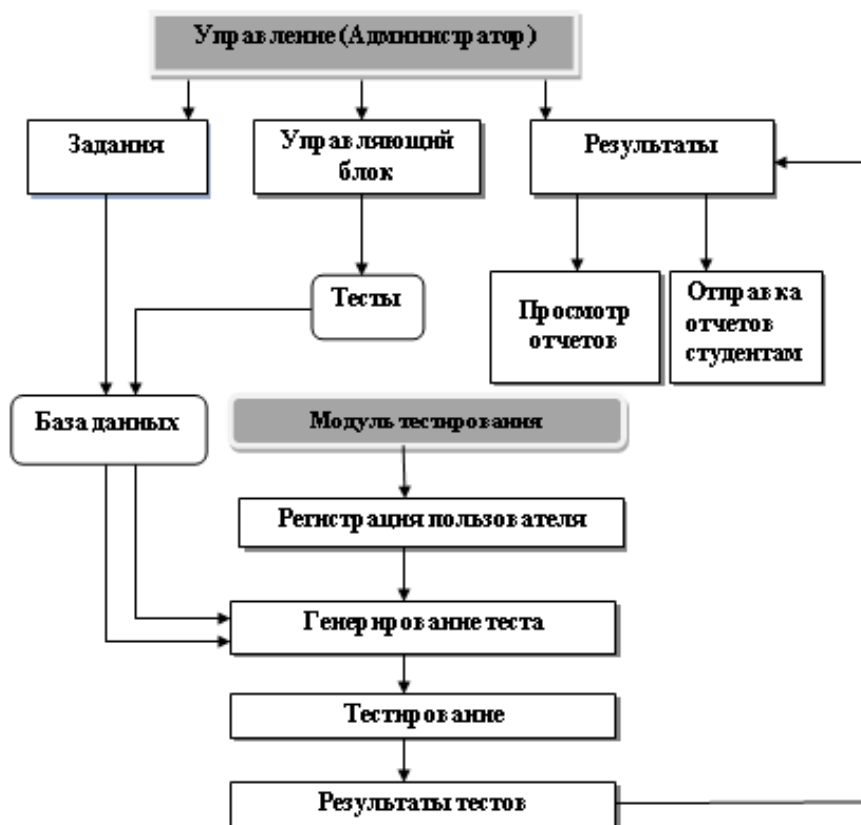 Управление (Администратор)
Задания
Управляющий
блок
Результаты
Тесты
Просмотр
отчетов
Отправка
отчетов
студентам
База данных
Модуль тестирования
Регистрация пользователя
Генерирование теста
Тестирование
Результаты тестов